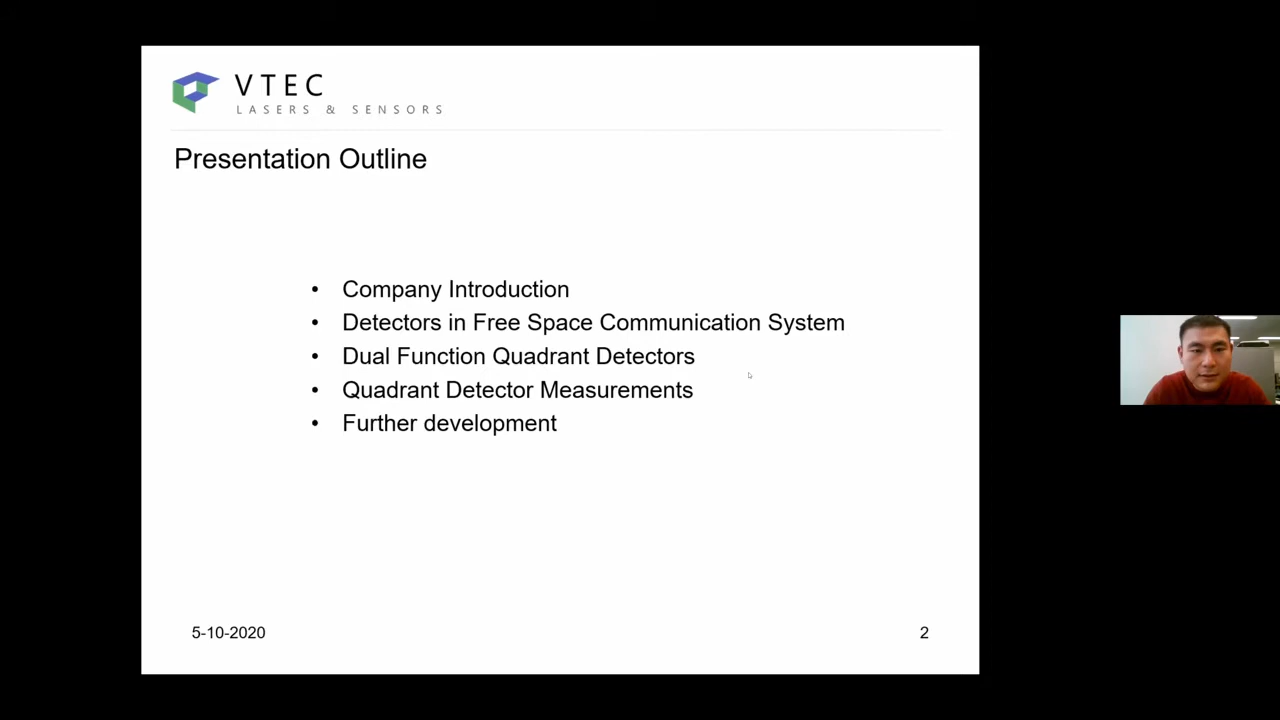 VTEC
LASERS & SENSORS
Presentation Outline
• Company Introduction
• Detectors in Free Space Communication System
• Dual Function Quadrant Detectors
• Quadrant Detector Measurements
• Further development
5-10-2020
2